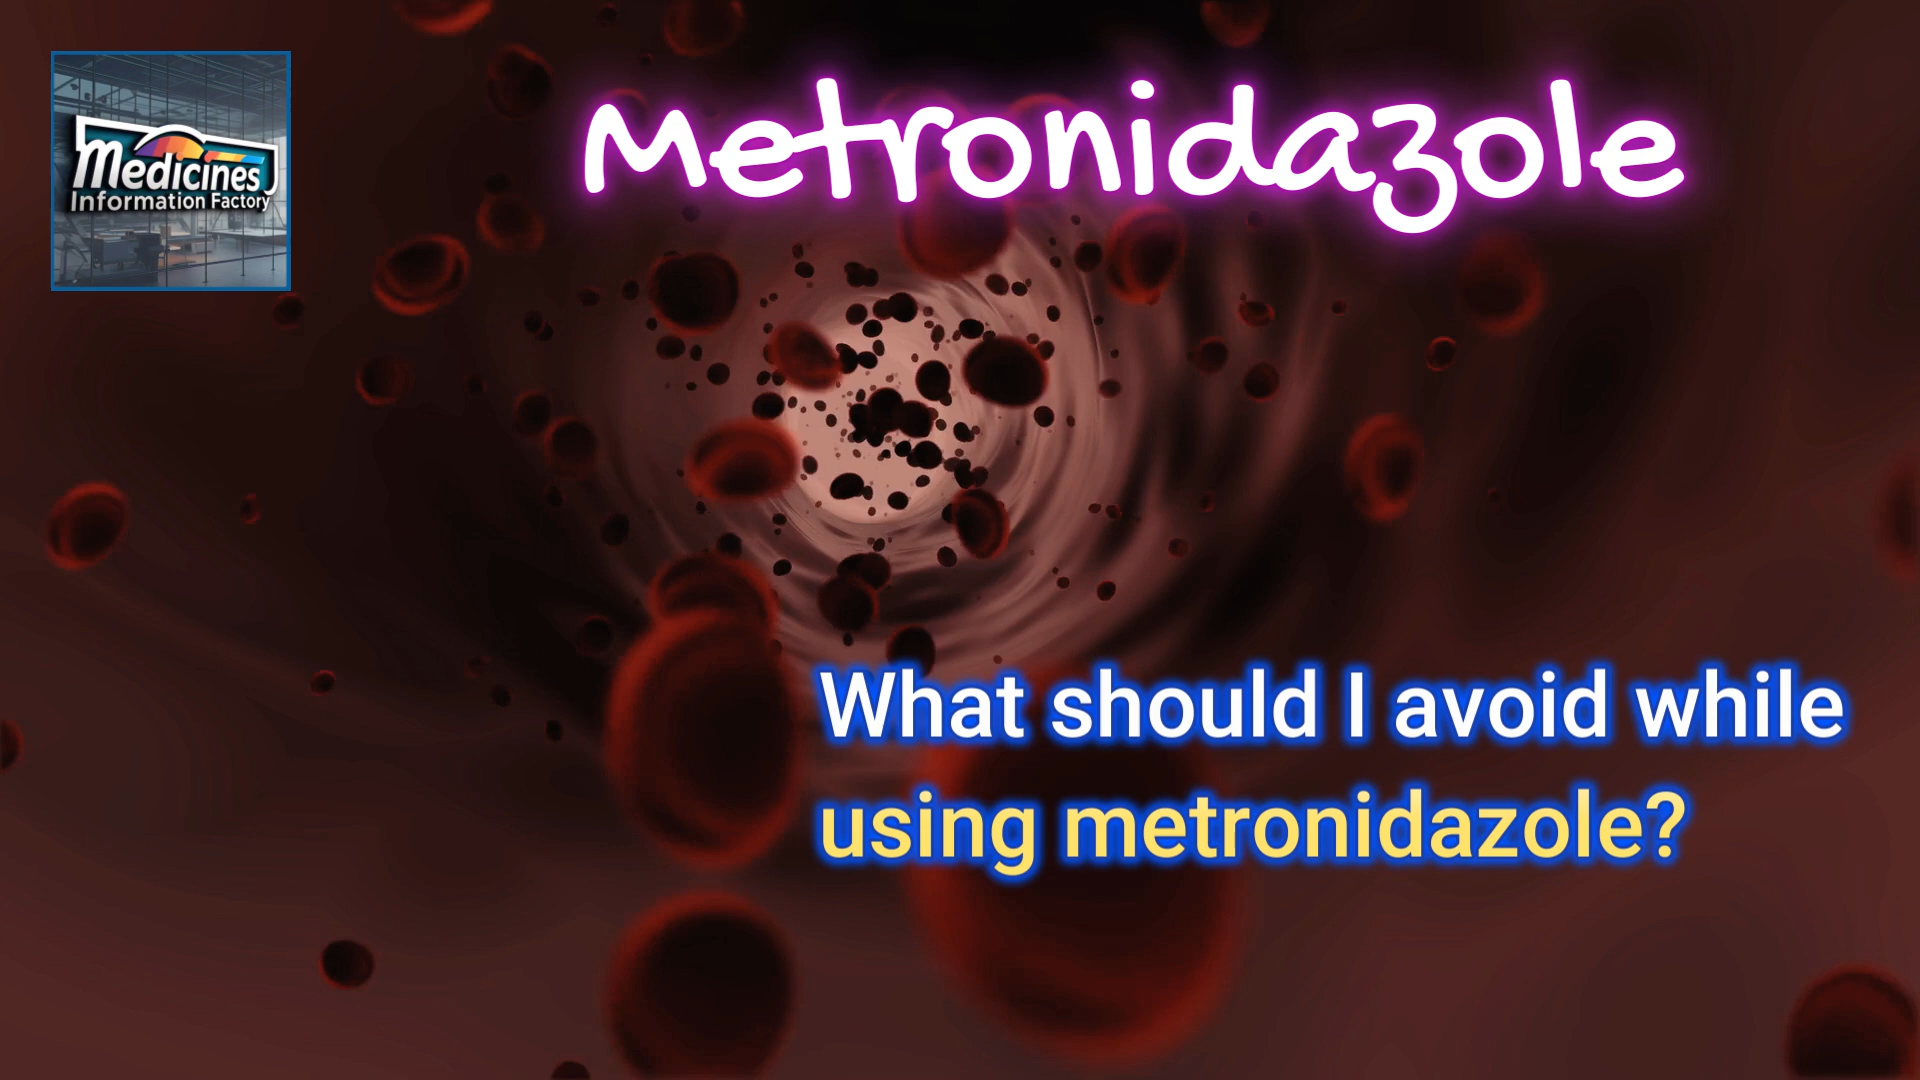 Medicines
Information Factory
Metronidazole
What should I avoid while
using metronidazole?